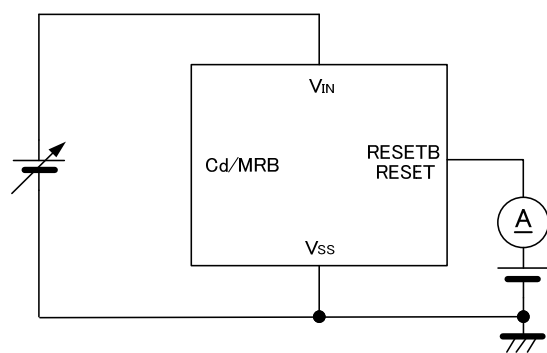 VIN
Cd/MRB
RESETB
RESET
A
VSS